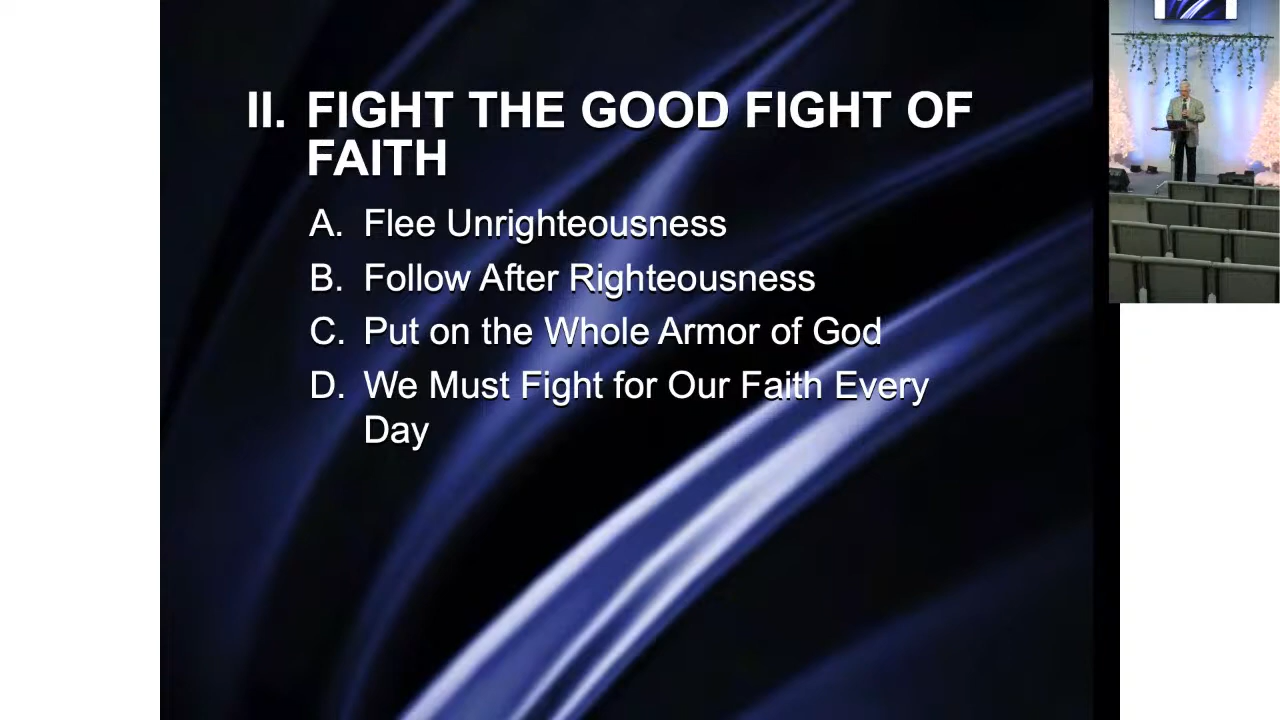 II. FIGHT THE GOOD FIGHT OF
FAITH
A. Flee Unrighteousness
B. Follow After Righteousness
C. Put on the Whole Armor of God
D. We Must Fight for Our Faith Every
Day